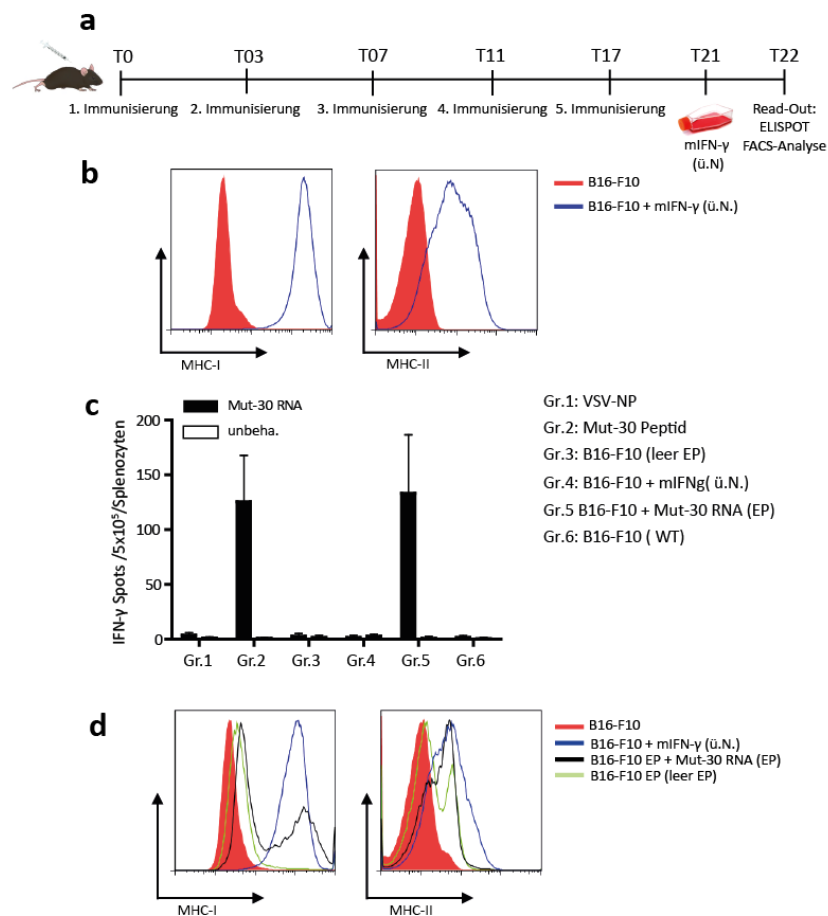 a
T0 T03 T07 T11 T17 T21 T22
1. Immunisierung 2. Immunisierung 3. Immunisierung 4. Immunisierung 5. Immunisierung
mIFN-γ
(ü.N)
Read-Out:
ELISPOT
FACS-Analyse
b
B16-F10
B16-F10 + mIFN-γ (ü.N.)
MHC-I
MHC-II
c
Mut-30 RNA
unbeha.
IFN-γ Spots /5x10⁵/Splenozyten
200
150
100
50
0
Gr.1 Gr.2 Gr.3 Gr.4 Gr.5 Gr.6
Gr.1: VSV-NP
Gr.2: Mut-30 Peptid
Gr.3: B16-F10 (leer EP)
Gr.4: B16-F10 + mIFNg( ü.N.)
Gr.5 B16-F10 + Mut-30 RNA (EP)
Gr.6: B16-F10 ( WT)
d
B16-F10
B16-F10 + mIFN-γ (ü.N.)
B16-F10 EP + Mut-30 RNA (EP)
B16-F10 EP (leer EP)
MHC-I
MHC-II